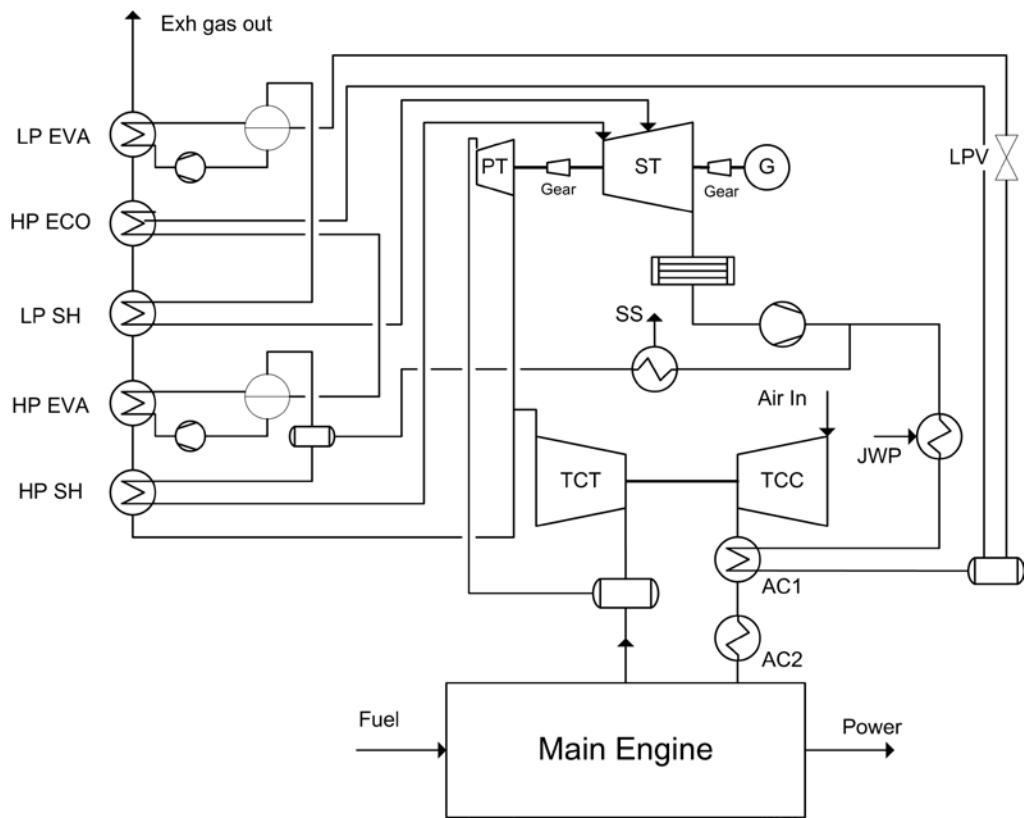 Exh gas out
LP EVA
HP ECO
LP SH
HP EVA
HP SH
PT
Gear
ST
Gear
G
LPV
SS
Air In
JWP
TCT
TCC
AC1
AC2
Fuel
Main Engine
Power